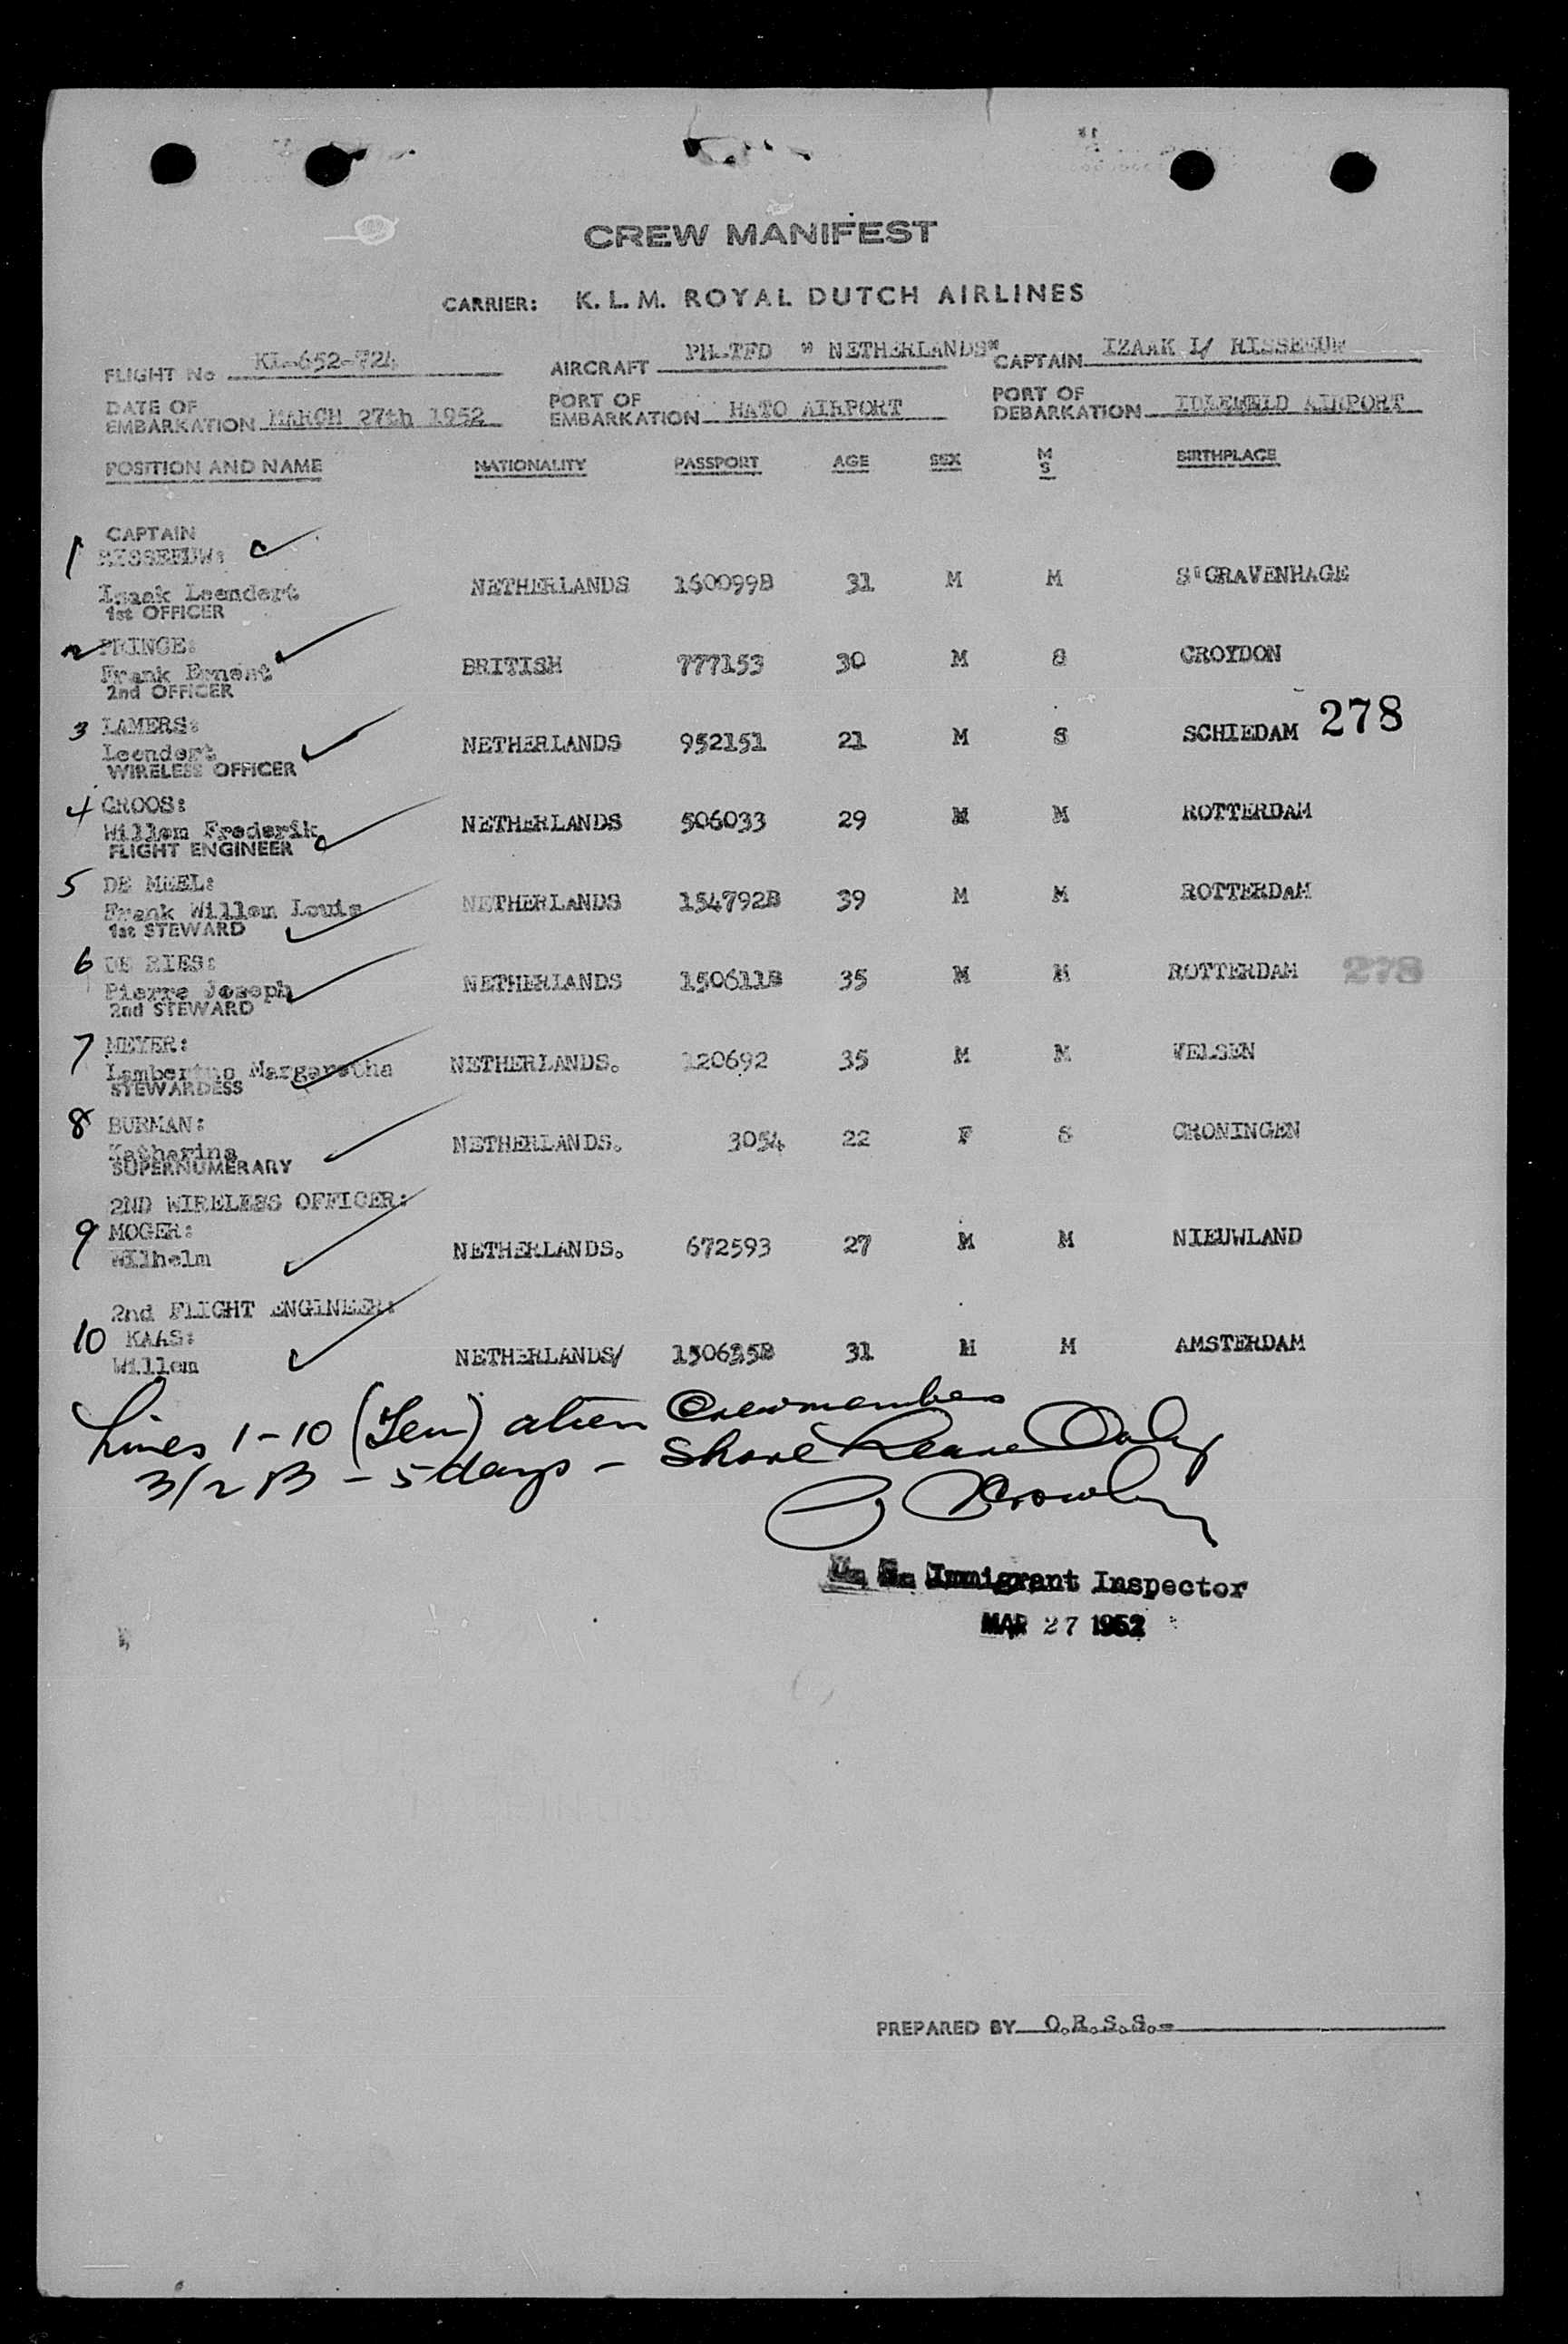 CREW MANIFEST
CARRIER: K. L. M. ROYAL DUTCH AIRLINES
FLIGHT No KL-652-724 AIRCRAFT PH-TFD " NETHERLANDS" CAPTAIN IZAAK L/ RISSEEUW
DATE OF EMBARKATION MARCH 27th 1952 PORT OF EMBARKATION HATO AIRPORT PORT OF DEBARKATION IDLEWILD AIRPORT
POSITION AND NAME NATIONALITY PASSPORT AGE SEX M S BIRTHPLACE
CAPTAIN
1 RISSEEUW:
Izaak Leendert NETHERLANDS 160099B 31 M M S'GRAVENHAGE
1st OFFICER
2 PRINGE:
Frank Ernest BRITISH 777153 30 M S CROYDON
2nd OFFICER
278
3 LAMERS:
Leendert NETHERLANDS 952151 21 M S SCHIEDAM
WIRELESS OFFICER
4 GROOS:
Willem Frederik NETHERLANDS 506033 29 M M ROTTERDAM
FLIGHT ENGINEER
5 DE MEEL:
Frank Willem Louis NETHERLANDS 154792B 39 M M ROTTERDAM
1st STEWARD
6 DE RIES:
Pierre Joseph NETHERLANDS 150611B 35 M M ROTTERDAM 278
2nd STEWARD
7 MEYER:
Lambertus Margaretha NETHERLANDS. 120692 35 M M VELSEN
STEWARDESS
8 BURMAN:
Katharina NETHERLANDS. 3054 22 F S GRONINGEN
SUPERNUMERARY
2ND WIRELESS OFFICER:
9 MOGER:
Wilhelm NETHERLANDS. 672593 27 M M NIEUWLAND
2nd FLIGHT ENGINEER:
10 KAAS:
Willem NETHERLANDS/ 31 M M AMSTERDAM
Lines 1-10 (Ten) alien Crewmembers
3/2 B - 5 days - Shore Leave Only
Crowley
U. S. Immigrant Inspector
MAR 27 1952
PREPARED BY O.R.S.S.-